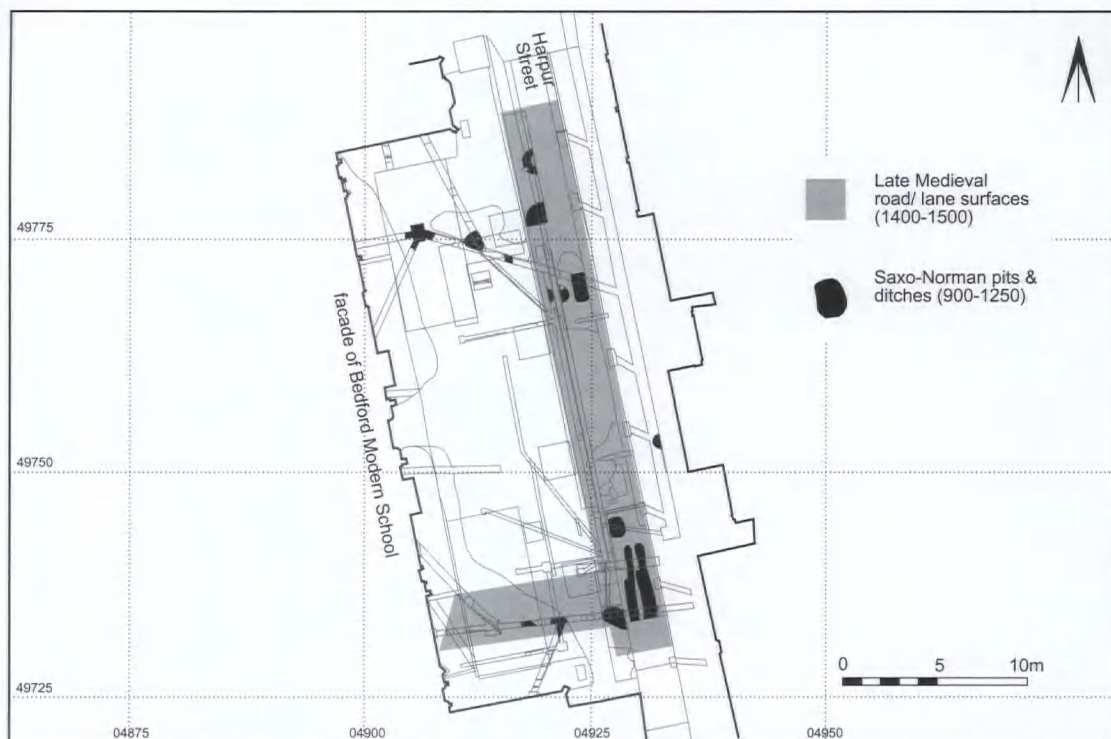 Harpur
Street
Late Medieval
road/ lane surfaces
(1400-1500)
49775
Saxo-Norman pits &
ditches (900-1250)
facade of Bedford Modern School
49750
0 5 10m
49725
04875 04900 04925 04950